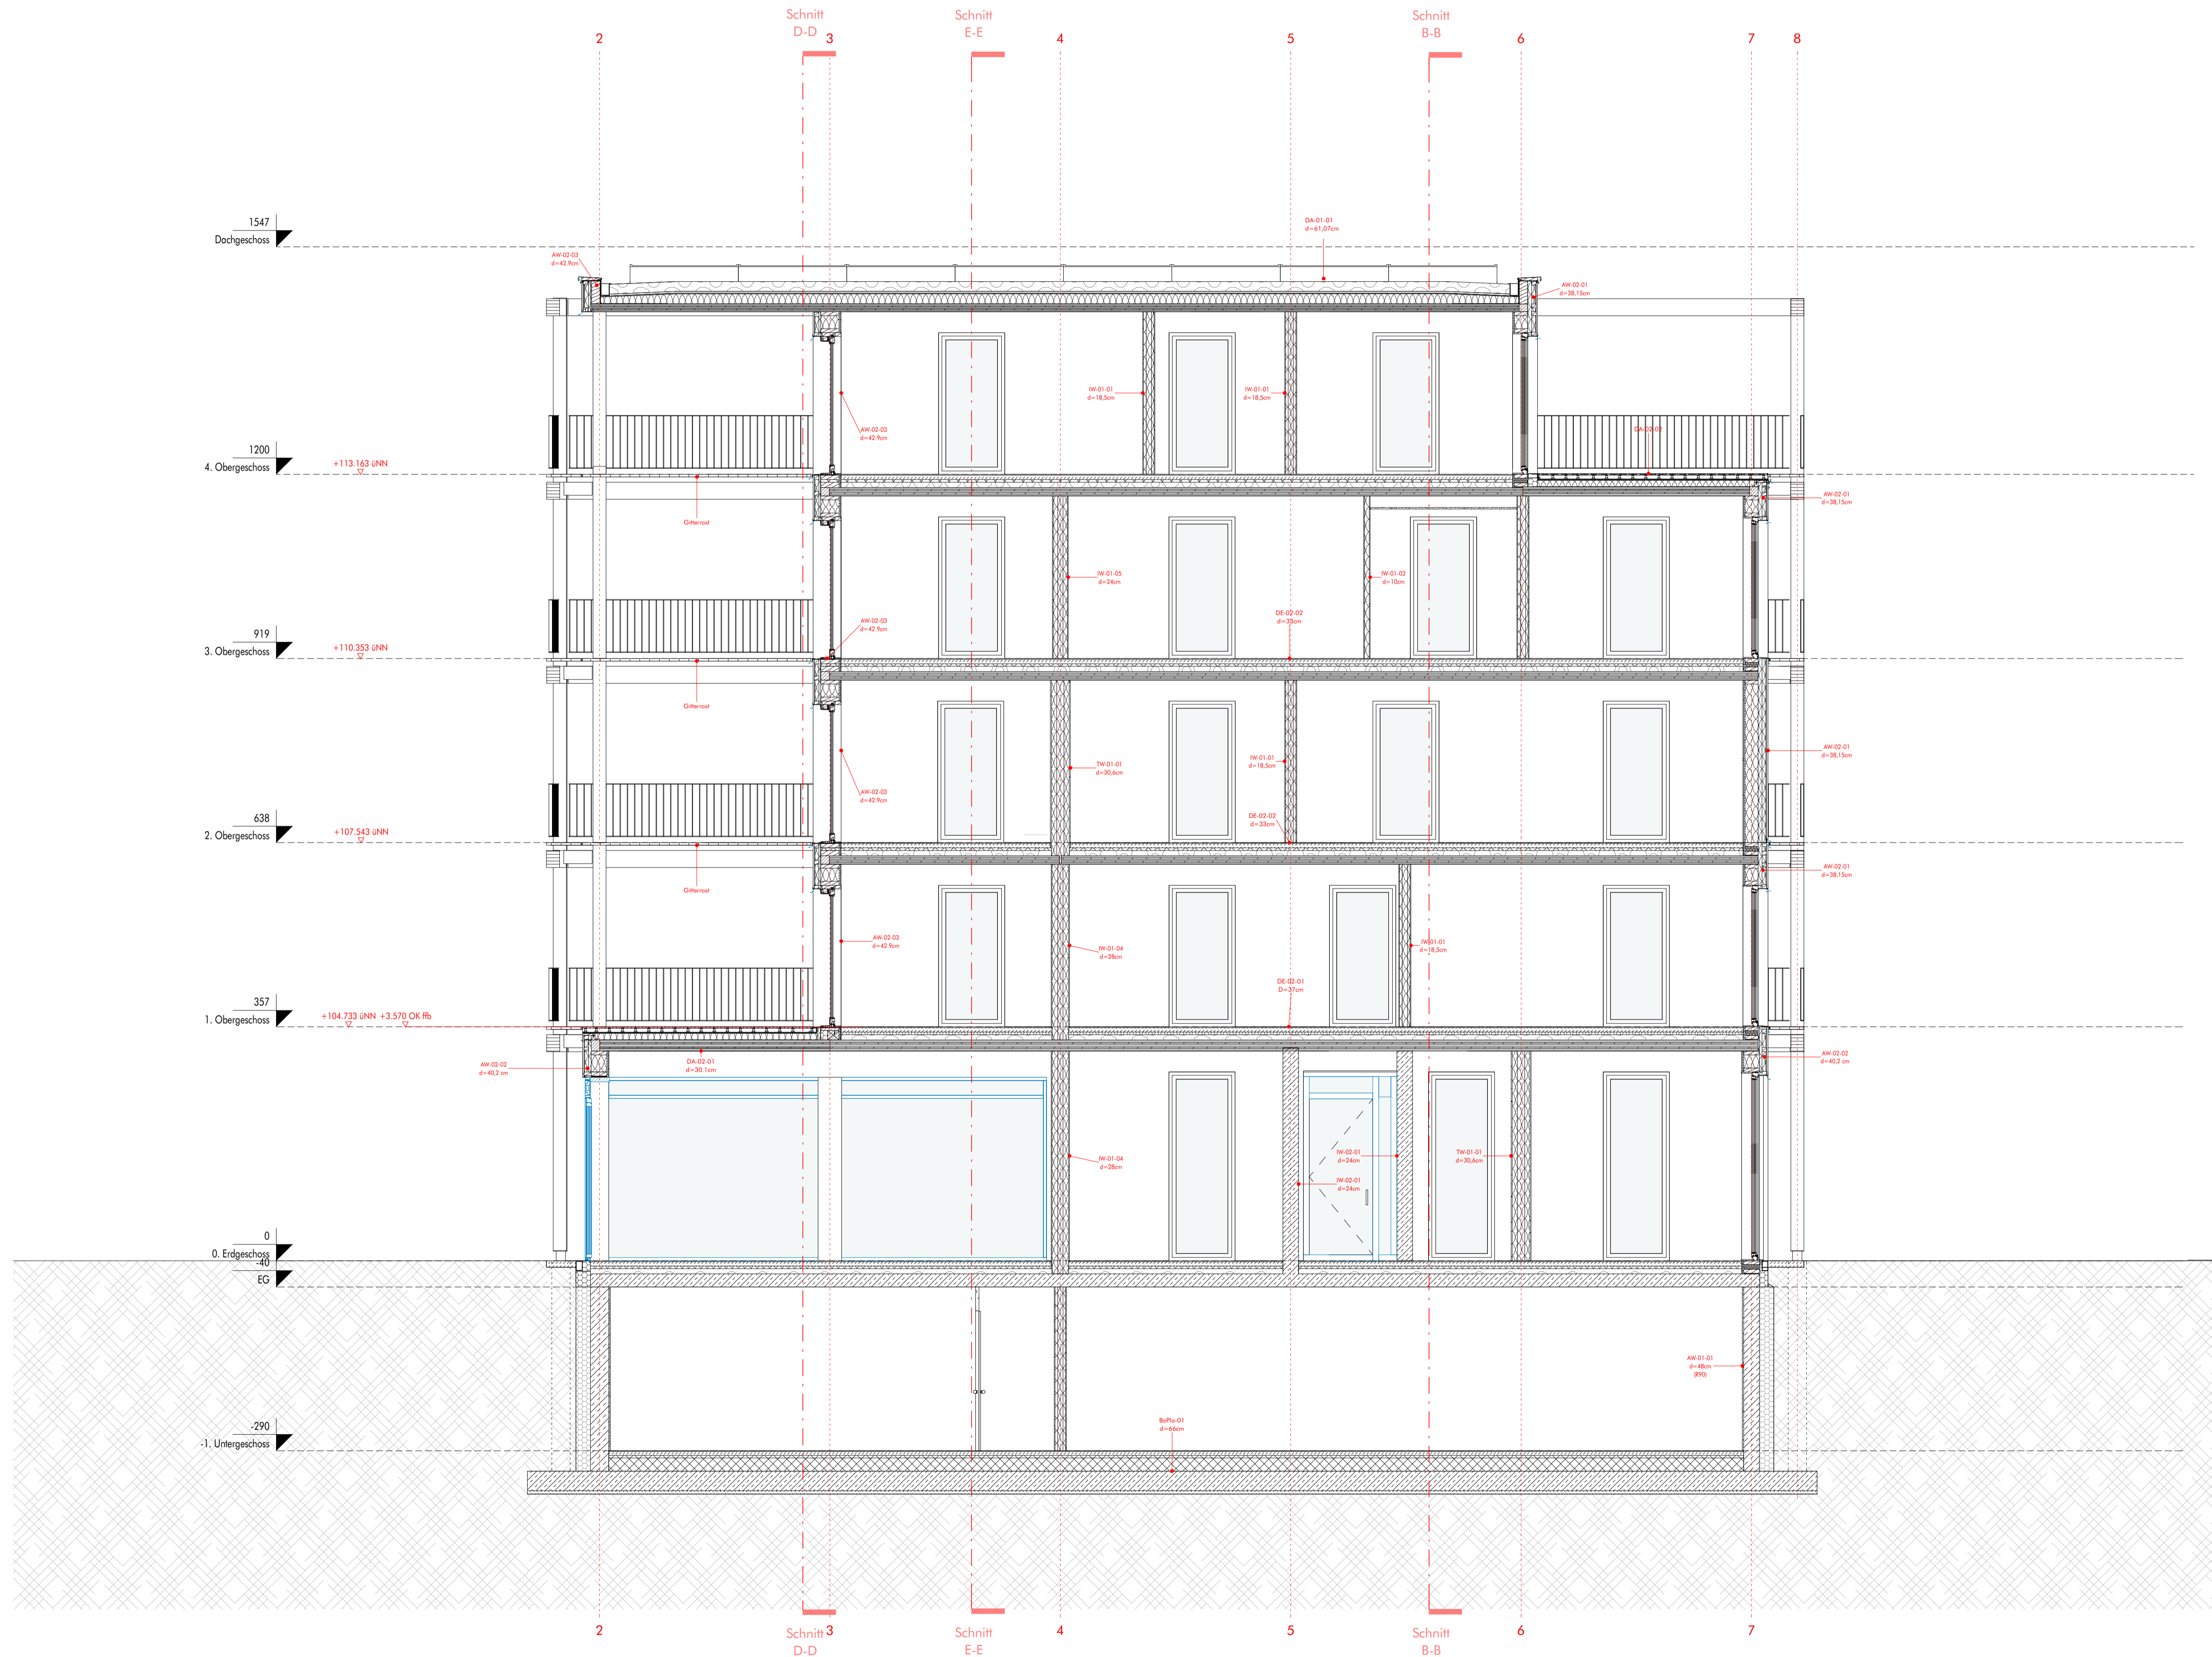 Schnitt
D-D
Schnitt
E-E
Schnitt
B-B
2
3
4
5
6
7
8
1547
Dachgeschoss
DA-01-01
d=61,07cm
AW-02-03
d=42.9cm
AW-02-01
d=38,15cm
IW-01-01
d=18,5cm
IW-01-01
d=18,5cm
AW-02-03
d=42.9cm
DA-02-02
1200
4. Obergeschoss
+113.163 üNN
AW-02-01
d=38,15cm
Gitterrost
IW-01-05
d=24cm
IW-01-02
d=10cm
DE-02-02
d=33cm
AW-02-03
d=42.9cm
919
3. Obergeschoss
+110.353 üNN
Gitterrost
AW-02-01
d=38,15cm
TW-01-01
d=30,6cm
IW-01-01
d=18,5cm
AW-02-03
d=42.9cm
DE-02-02
d=33cm
638
2. Obergeschoss
+107.543 üNN
AW-02-01
d=38,15cm
Gitterrost
AW-02-03
d=42.9cm
IW-01-04
d=28cm
IW-01-01
d=18,5cm
DE-02-01
D=37cm
357
1. Obergeschoss
+104.733 üNN +3.570 OK ffb
AW-02-02
d=40,2 cm
DA-02-01
d=30.1cm
AW-02-02
d=40,2 cm
IW-01-04
d=28cm
IW-02-01
d=24cm
TW-01-01
d=30,6cm
IW-02-01
d=24cm
0
0. Erdgeschoss
-40
EG
AW-01-01
d=48cm
(R90)
BoPla-01
d=66cm
-290
-1. Untergeschoss
2
3
4
5
6
7
Schnitt
D-D
Schnitt
E-E
Schnitt
B-B